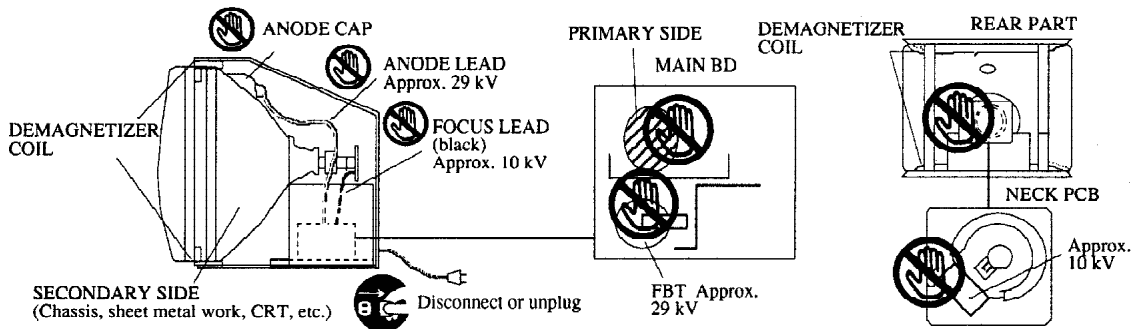 ANODE CAP
ANODE LEAD
Approx. 29 kV
FOCUS LEAD
(black)
Approx. 10 kV
DEMAGNETIZER
COIL
SECONDARY SIDE
(Chassis, sheet metal work, CRT, etc.)
Disconnect or unplug
PRIMARY SIDE
MAIN BD
FBT Approx.
29 kV
DEMAGNETIZER
COIL
REAR PART
NECK PCB
Approx.
10 kV